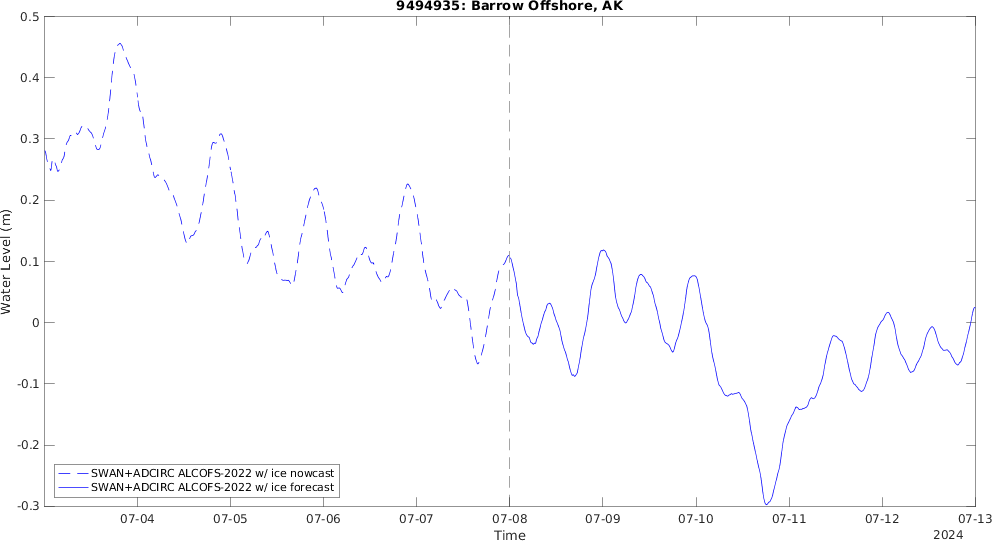 9494935: Barrow Offshore, AK
Water Level (m)
0.5
0.4
0.3
0.2
0.1
0
-0.1
-0.2
-0.3
SWAN+ADCIRC ALCOFS-2022 w/ ice nowcast
SWAN+ADCIRC ALCOFS-2022 w/ ice forecast
07-04 07-05 07-06 07-07 07-08 07-09 07-10 07-11 07-12 07-13
Time
2024